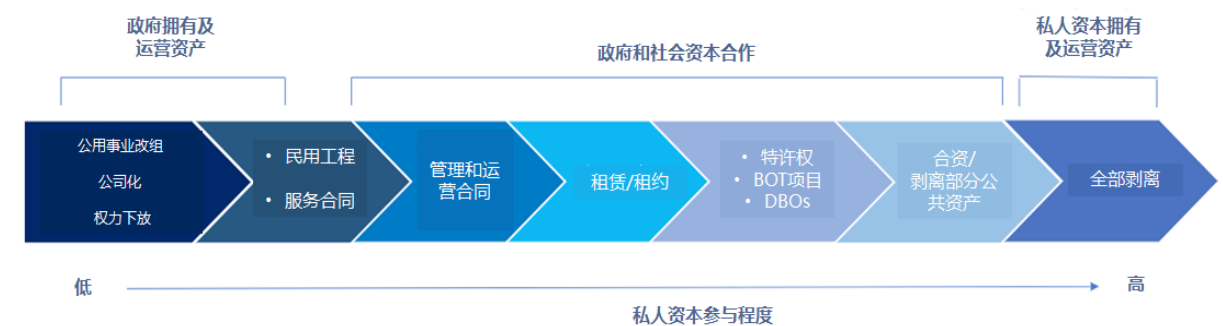 政府拥有及
运营资产
政府和社会资本合作
私人资本拥有
及运营资产
公用事业改组
公司化
权力下放
• 民用工程
• 服务合同
管理和运
营合同
租赁/租约
• 特许权
• BOT项目
• DBOs
合资/
剥离部分公
共资产
全部剥离
低
高
私人资本参与程度